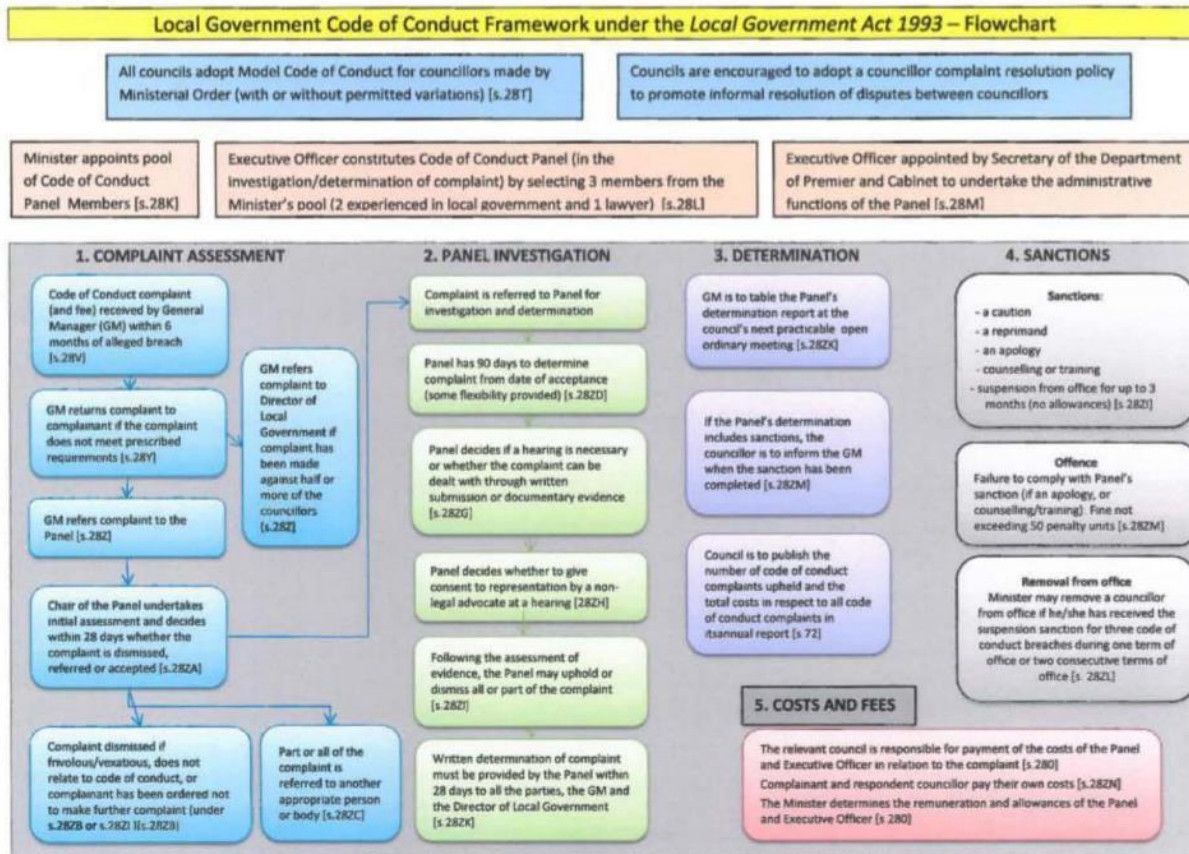 Local Government Code of Conduct Framework under the Local Government Act 1993 – Flowchart
All councils adopt Model Code of Conduct for councillors made by
Ministerial Order (with or without permitted variations) [s.28T]
Councils are encouraged to adopt a councillor complaint resolution policy
to promote informal resolution of disputes between councillors
Minister appoints pool
of Code of Conduct
Panel Members [s.28K]
Executive Officer constitutes Code of Conduct Panel (in the
investigation/determination of complaint) by selecting 3 members from the
Minister's pool (2 experienced in local government and 1 lawyer) [s.28L]
Executive Officer appointed by Secretary of the Department
of Premier and Cabinet to undertake the administrative
functions of the Panel [s.28M]
1. COMPLAINT ASSESSMENT
Code of Conduct complaint
(and fee) received by General
Manager (GM) within 6
months of alleged breach
[s.28V]
GM returns complaint to
complainant if the complaint
does not meet prescribed
requirements [s.28Y]
GM refers
complaint to
Director of
Local
Government if
complaint has
been made
against half or
more of the
councillors
[s.28Z]
GM refers complaint to the
Panel [s.28Z]
Chair of the Panel undertakes
initial assessment and decides
within 28 days whether the
complaint is dismissed,
referred or accepted [s.28ZA]
Complaint dismissed if
frivolous/vexatious, does not
relate to code of conduct, or
complainant has been ordered not
to make further complaint (under
s.28ZB or s.28ZI )[s.28ZB]
Part or all of the
complaint is
referred to another
appropriate person
or body [s.28ZC]
2. PANEL INVESTIGATION
Complaint is referred to Panel for
investigation and determination
Panel has 90 days to determine
complaint from date of acceptance
(some flexibility provided) [s.28ZD]
Panel decides if a hearing is necessary
or whether the complaint can be
dealt with through written
submission or documentary evidence
[s.28ZG]
Panel decides whether to give
consent to representation by a non-
legal advocate at a hearing [28ZH]
Following the assessment of
evidence, the Panel may uphold or
dismiss all or part of the complaint
[s.28ZI]
Written determination of complaint
must be provided by the Panel within
28 days to all the parties, the GM and
the Director of Local Government
[s.28ZK]
3. DETERMINATION
GM is to table the Panel's
determination report at the
council's next practicable open
ordinary meeting [s.28ZK]
If the Panel's determination
includes sanctions, the
councillor is to inform the GM
when the sanction has been
completed [s.28ZM]
Council is to publish the
number of code of conduct
complaints upheld and the
total costs in respect to all code
of conduct complaints in
itsannual report [s 72]
4. SANCTIONS
Sanctions:
- a caution
- a reprimand
- an apology
- counselling or training
- suspension from office for up to 3
months (no allowances) [s.28ZI]
Offence
Failure to comply with Panel's
sanction (if an apology, or
counselling/training). Fine not
exceeding 50 penalty units [s.28ZM]
Removal from office
Minister may remove a councillor
from office if he/she has received the
suspension sanction for three code of
conduct breaches during one term of
office or two consecutive terms of
office [s. 28ZL]
5. COSTS AND FEES
The relevant council is responsible for payment of the costs of the Panel
and Executive Officer in relation to the complaint [s.28O]
Complainant and respondent councillor pay their own costs [s.28ZN]
The Minister determines the remuneration and allowances of the Panel
and Executive Officer [s 28O]